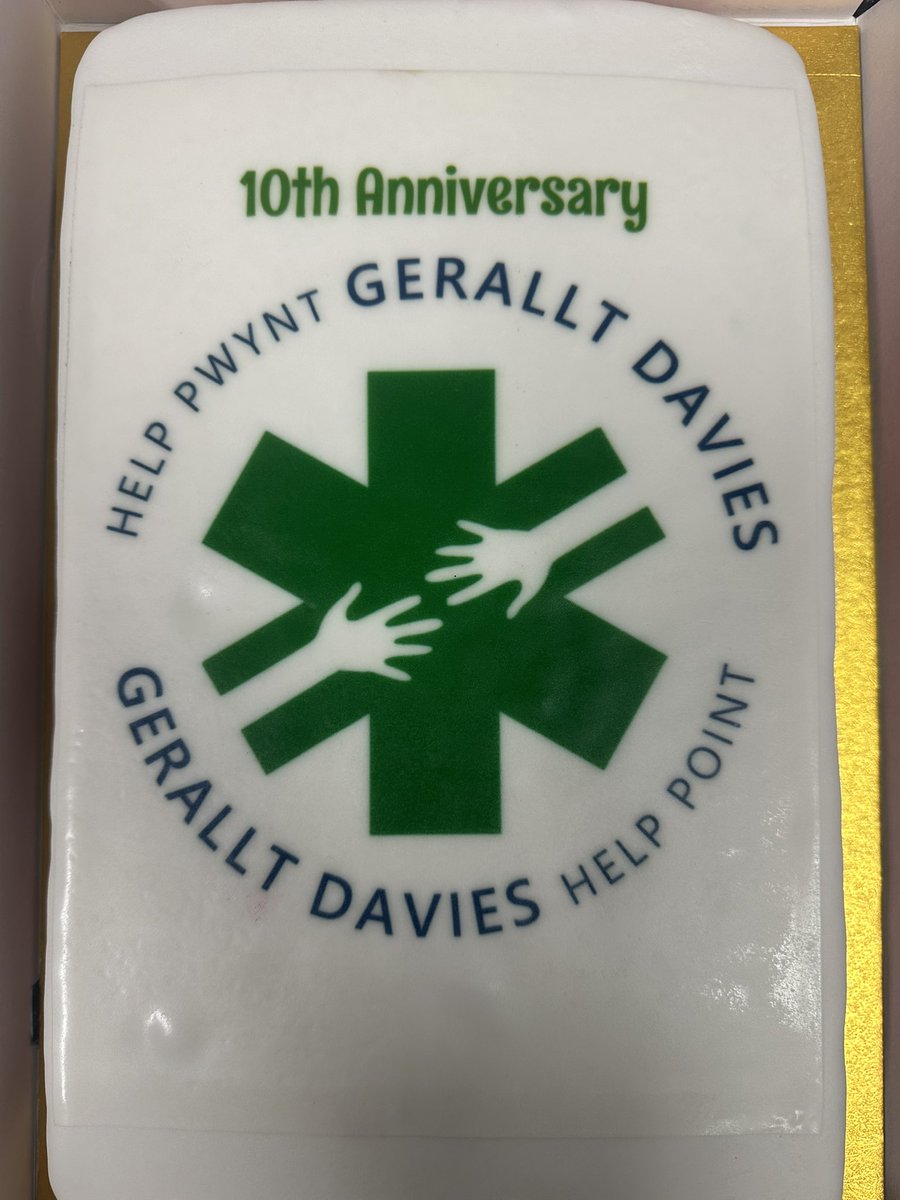 10th Anniversary
HELP PWYNT GERALLT DAVIES
GERALLT DAVIES HELP POINT